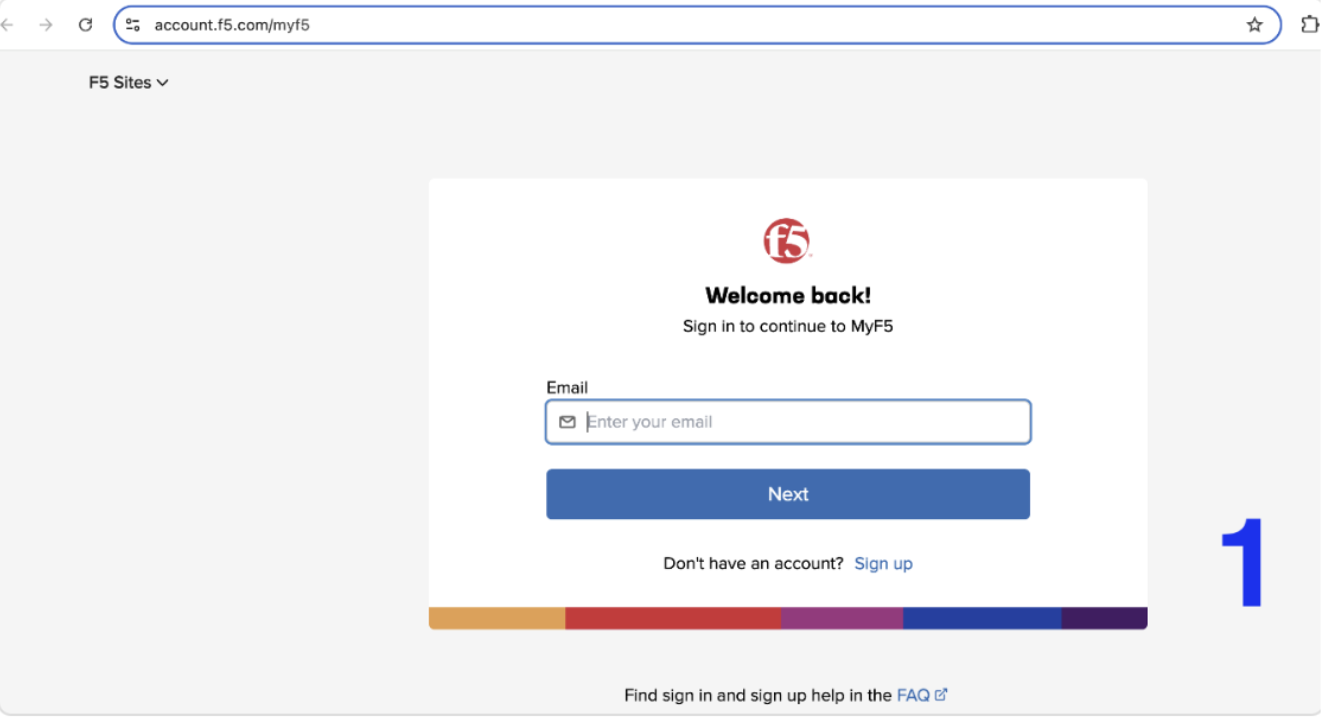 account.f5.com/myf5
F5 Sites
f5
Welcome back!
Sign in to continue to MyF5
Email
Enter your email
Next
Don't have an account? Sign up
1
Find sign in and sign up help in the FAQ